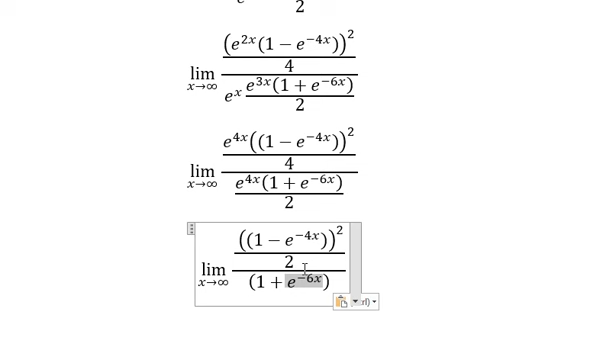 2
lim x→∞ ((e^{2x}(1 − e^{−4x}))^2 / 4) / (e^x (e^{3x}(1 + e^{−6x}) / 2))
lim x→∞ (e^{4x}((1 − e^{−4x}))^2 / 4) / (e^{4x}(1 + e^{−6x}) / 2)
lim x→∞ (((1 − e^{−4x}))^2 / 2) / (1 + e^{−6x})